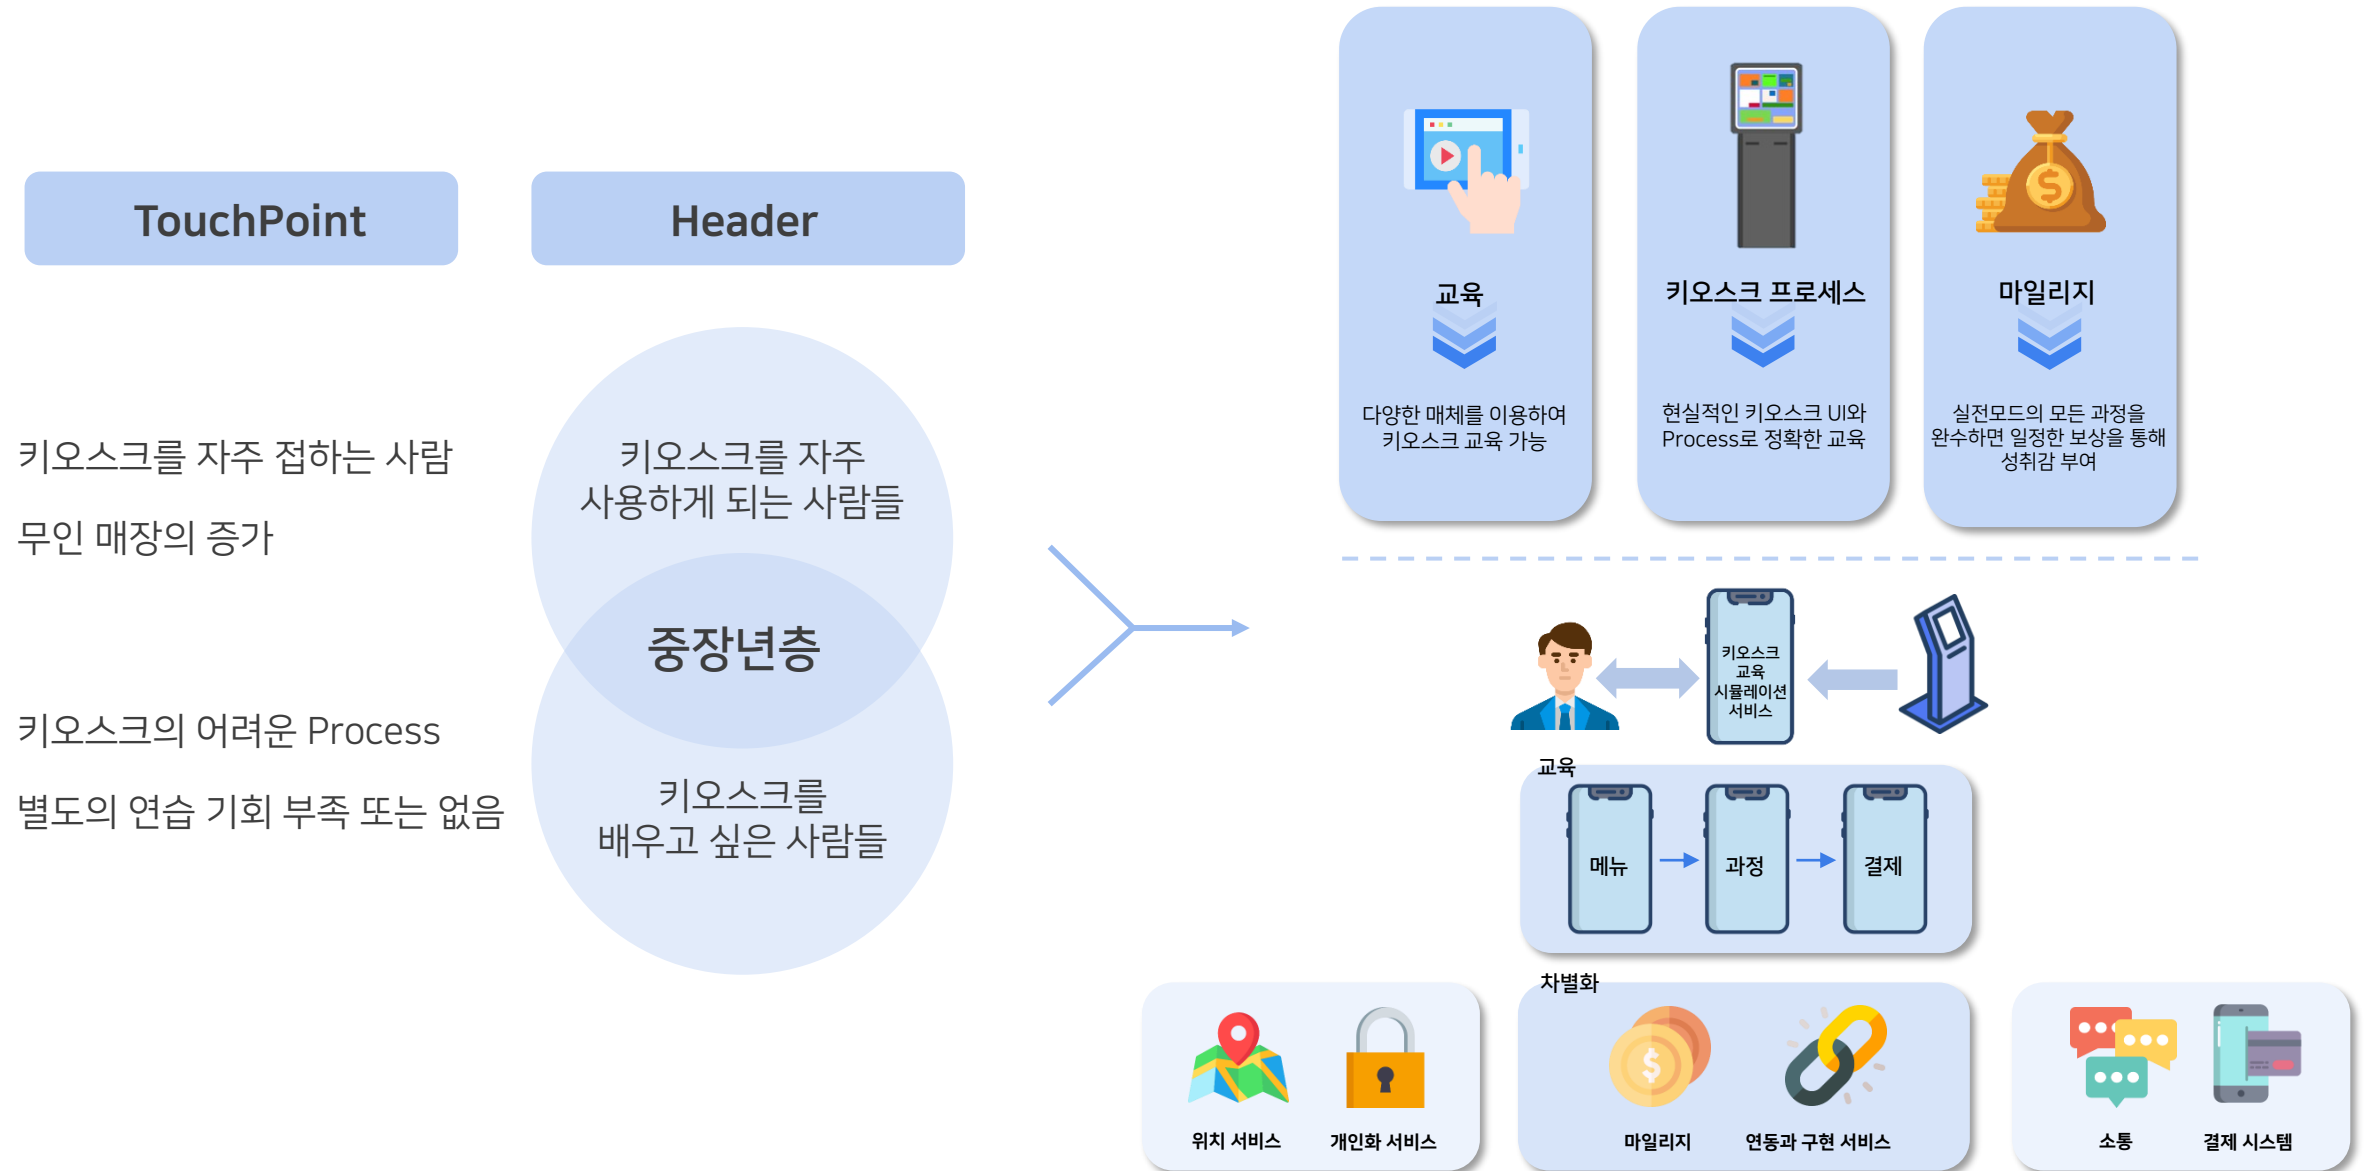 TouchPoint
Header
키오스크를 자주 접하는 사람
무인 매장의 증가
키오스크의 어려운 Process
별도의 연습 기회 부족 또는 없음
키오스크를 자주
사용하게 되는 사람들
중장년층
키오스크를
배우고 싶은 사람들
교육
다양한 매체를 이용하여
키오스크 교육 가능
키오스크 프로세스
현실적인 키오스크 UI와
Process로 정확한 교육
마일리지
실전모드의 모든 과정을
완수하면 일정한 보상을 통해
성취감 부여
키오스크
교육
시뮬레이션
서비스
교육
메뉴
과정
결제
차별화
위치 서비스
개인화 서비스
마일리지
연동과 구현 서비스
소통
결제 시스템